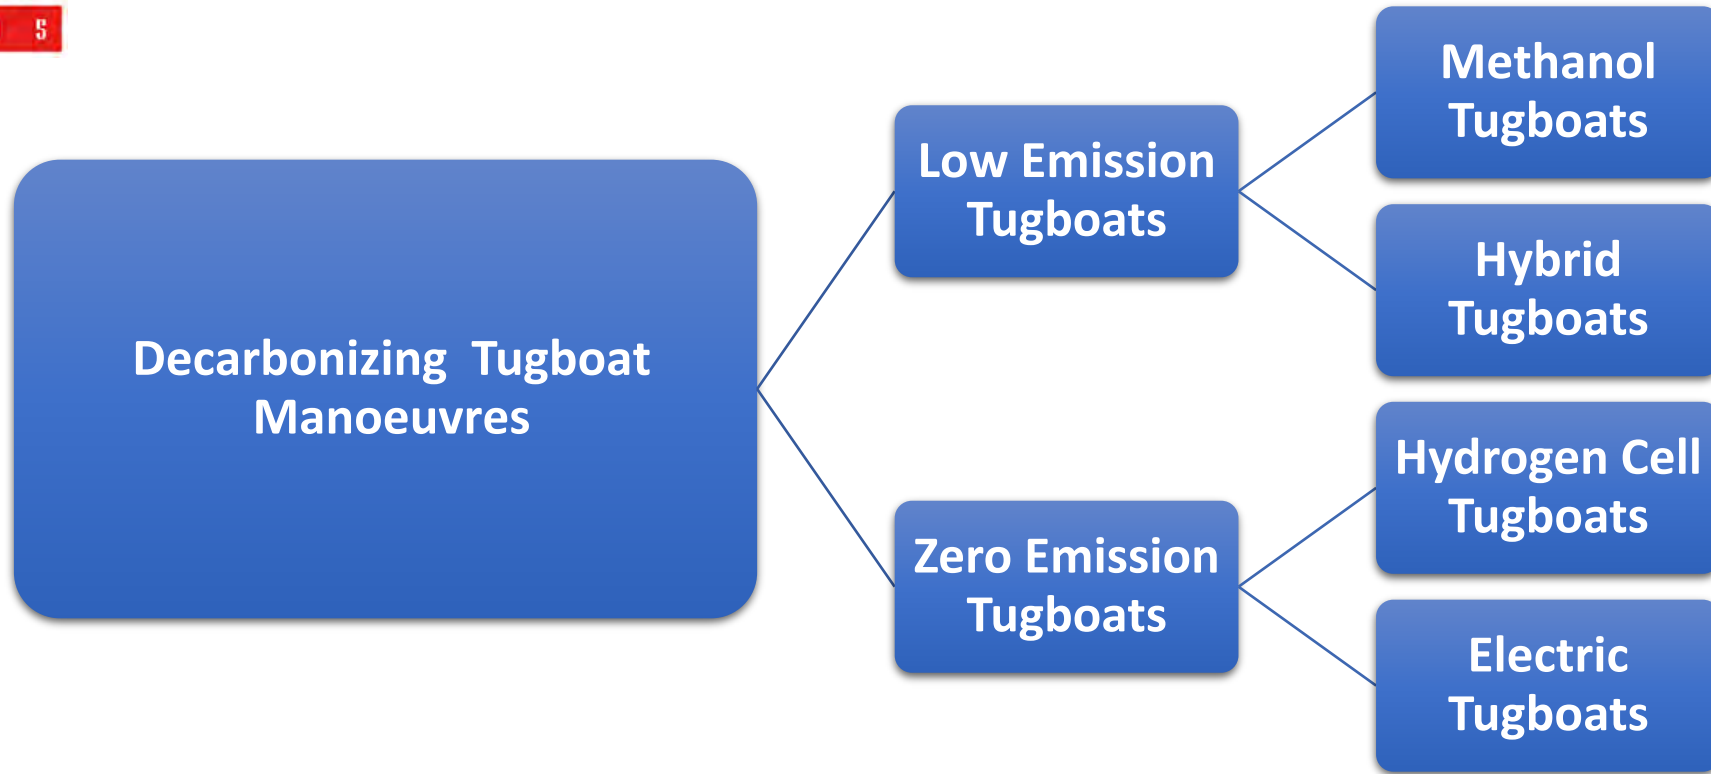 5
Decarbonizing  Tugboat
Manoeuvres
Low Emission
Tugboats
Zero Emission
Tugboats
Methanol
Tugboats
Hybrid
Tugboats
Hydrogen Cell
Tugboats
Electric
Tugboats